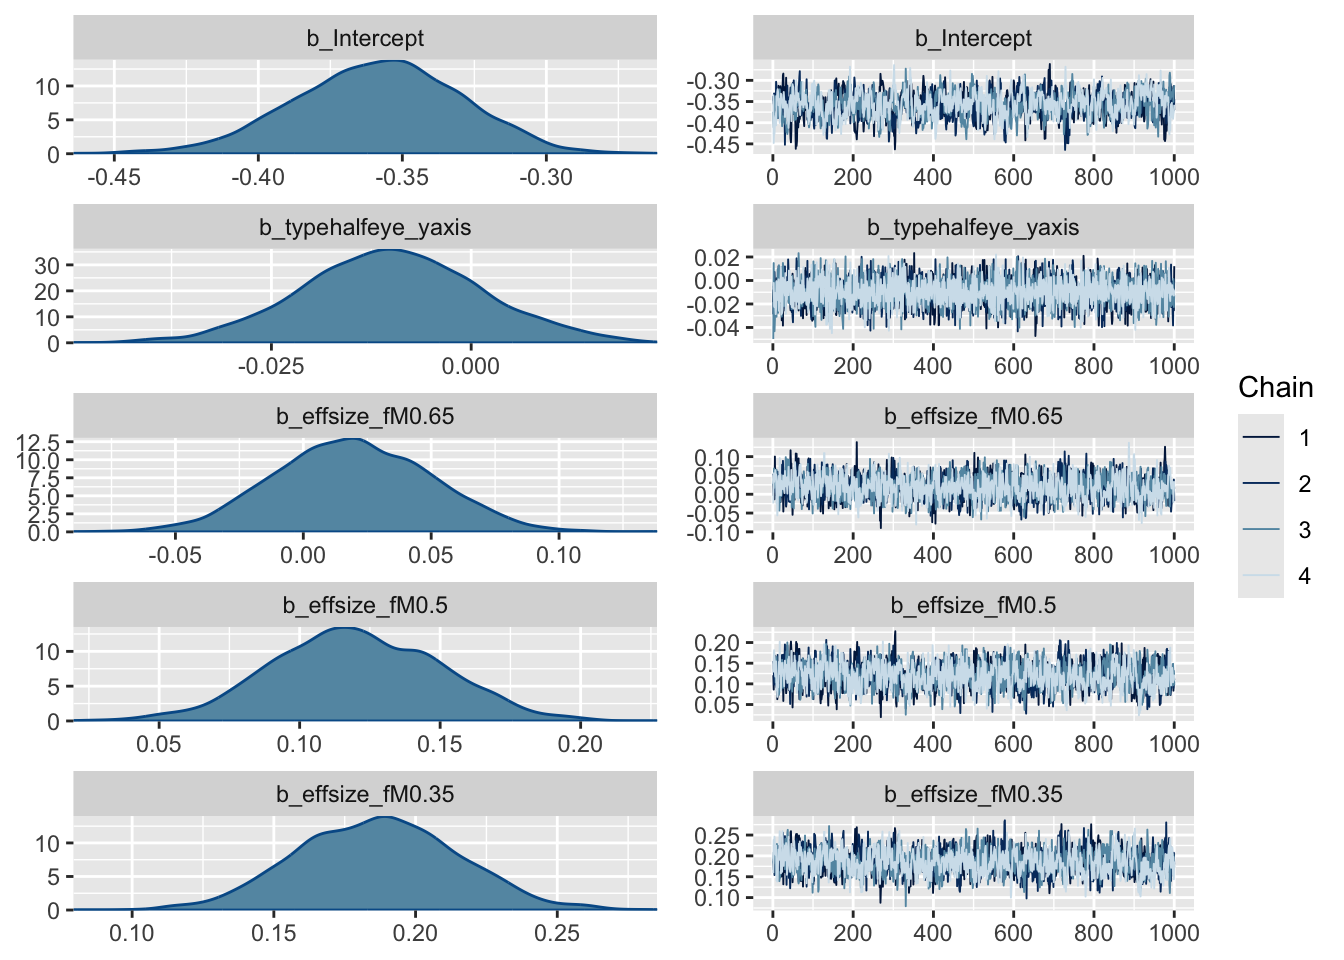 b_Intercept
10
5
0
-0.45 -0.40 -0.35 -0.30
b_Intercept
-0.30
-0.35
-0.40
-0.45
0 200 400 600 800 1000
b_typehalfeye_yaxis
30
20
10
0
-0.025 0.000
b_typehalfeye_yaxis
0.02
0.00
-0.02
-0.04
0 200 400 600 800 1000
b_effsize_fM0.65
12.5
10.0
7.5
5.0
2.5
0.0
-0.05 0.00 0.05 0.10
b_effsize_fM0.65
0.10
0.05
0.00
-0.05
-0.10
0 200 400 600 800 1000
b_effsize_fM0.5
10
5
0
0.05 0.10 0.15 0.20
b_effsize_fM0.5
0.20
0.15
0.10
0.05
0 200 400 600 800 1000
b_effsize_fM0.35
10
5
0
0.10 0.15 0.20 0.25
b_effsize_fM0.35
0.25
0.20
0.15
0.10
0 200 400 600 800 1000
Chain
1
2
3
4